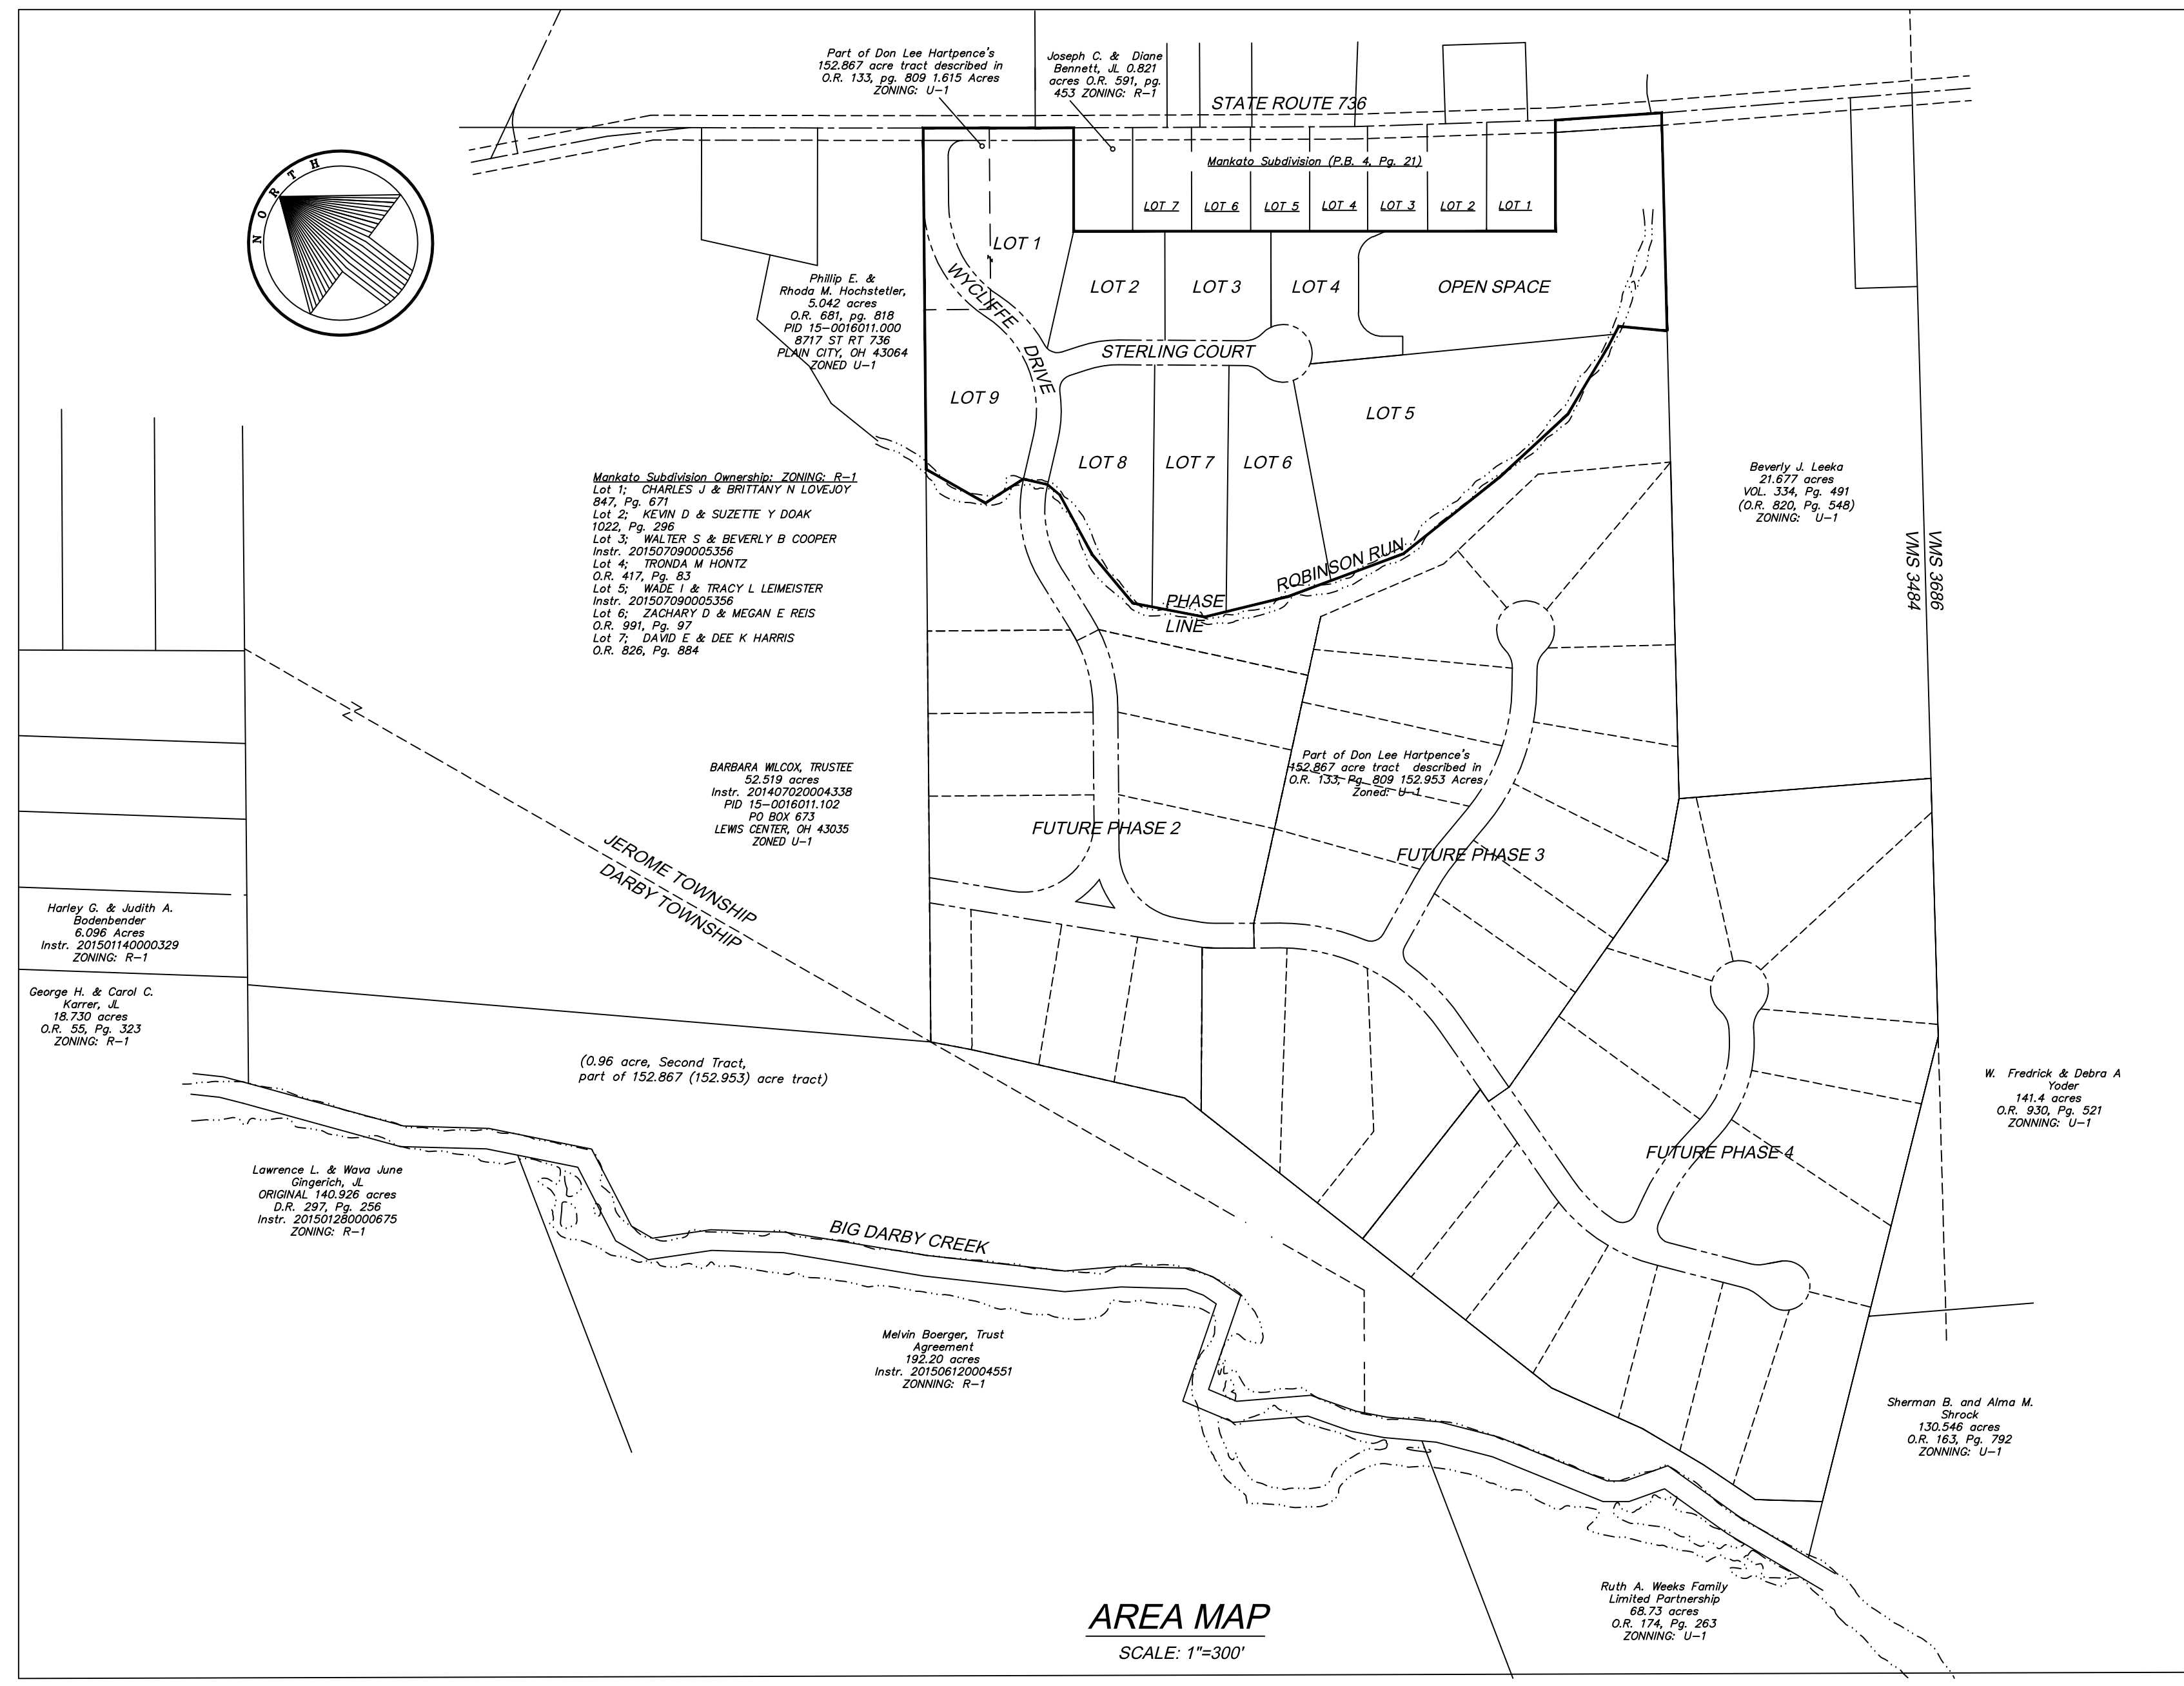 Part of Don Lee Hartpence's
152.867 acre tract described in
O.R. 133, pg. 809 1.615 Acres
ZONING: U-1
Joseph C. & Diane
Bennett, JL 0.821
acres O.R. 591, pg.
453 ZONING: R-1
STATE ROUTE 736
NORTH
Mankato Subdivision (P.B. 4, Pg. 21)
LOT 7
LOT 6
LOT 5
LOT 4
LOT 3
LOT 2
LOT 1
LOT 1
WYCLIFFE DRIVE
LOT 2
LOT 3
LOT 4
OPEN SPACE
Phillip E. &
Rhoda M. Hochstetler,
5.042 acres
O.R. 681, pg. 818
PID 15-0016011.000
8717 ST RT 736
PLAIN CITY, OH 43064
ZONED U-1
STERLING COURT
LOT 9
LOT 5
LOT 8
LOT 7
LOT 6
Mankato Subdivision Ownership: ZONING: R-1
Lot 1; CHARLES J & BRITTANY N LOVEJOY
847, Pg. 671
Lot 2; KEVIN D & SUZETTE Y DOAK
1022, Pg. 296
Lot 3; WALTER S & BEVERLY B COOPER
Instr. 201507090005356
Lot 4; TRONDA M HONTZ
O.R. 417, Pg. 83
Lot 5; WADE I & TRACY L LEIMEISTER
Instr. 201507090005356
Lot 6; ZACHARY D & MEGAN E REIS
O.R. 991, Pg. 97
Lot 7; DAVID E & DEE K HARRIS
O.R. 826, Pg. 884
Beverly J. Leeka
21.677 acres
VOL. 334, Pg. 491
(O.R. 820, Pg. 548)
ZONING: U-1
VMS 3686
VMS 3484
ROBINSON RUN
PHASE
LINE
BARBARA WILCOX, TRUSTEE
52.519 acres
Instr. 201407020004338
PID 15-0016011.102
PO BOX 673
LEWIS CENTER, OH 43035
ZONED U-1
Part of Don Lee Hartpence's
152.867 acre tract described in
O.R. 133, Pg. 809 152.953 Acres
Zoned: U-1
FUTURE PHASE 2
FUTURE PHASE 3
JEROME TOWNSHIP
DARBY TOWNSHIP
Harley G. & Judith A.
Bodenbender
6.096 Acres
Instr. 201501140000329
ZONING: R-1
George H. & Carol C.
Karrer, JL
18.730 acres
O.R. 55, Pg. 323
ZONING: R-1
(0.96 acre, Second Tract,
part of 152.867 (152.953) acre tract)
W. Fredrick & Debra A
Yoder
141.4 acres
O.R. 930, Pg. 521
ZONNING: U-1
FUTURE PHASE 4
Lawrence L. & Wava June
Gingerich, JL
ORIGINAL 140.926 acres
D.R. 297, Pg. 256
Instr. 201501280000675
ZONING: R-1
BIG DARBY CREEK
Melvin Boerger, Trust
Agreement
192.20 acres
Instr. 201506120004551
ZONNING: R-1
Sherman B. and Alma M.
Shrock
130.546 acres
O.R. 163, Pg. 792
ZONNING: U-1
Ruth A. Weeks Family
Limited Partnership
68.73 acres
O.R. 174, Pg. 263
ZONNING: U-1
AREA MAP
SCALE: 1"=300'